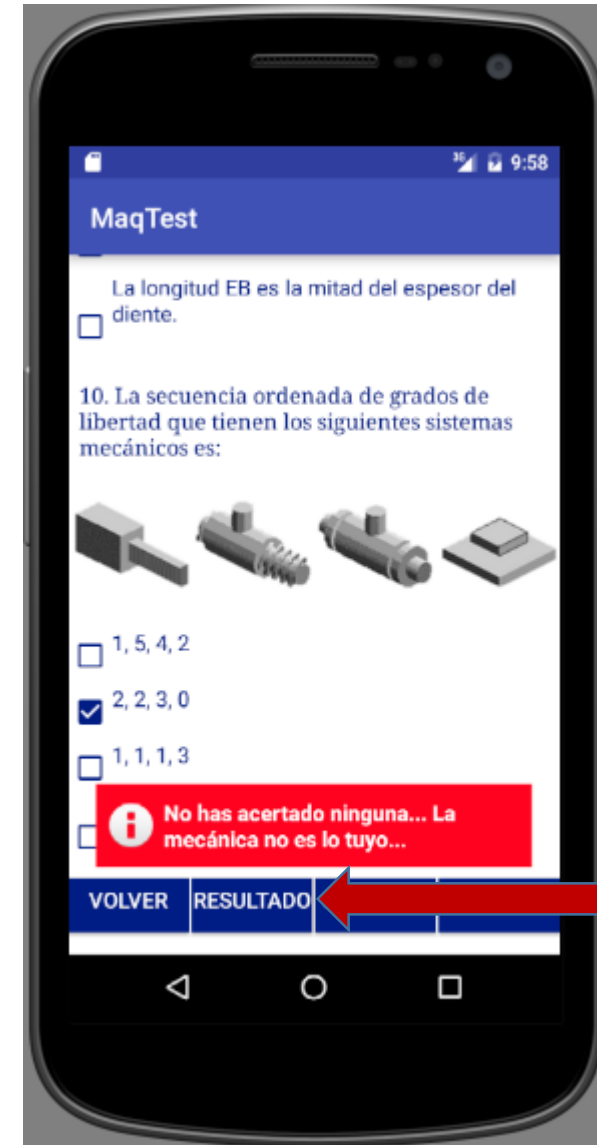 3G 9:58
MaqTest
La longitud EB es la mitad del espesor del
diente.
10. La secuencia ordenada de grados de
libertad que tienen los siguientes sistemas
mecánicos es:
1, 5, 4, 2
2, 2, 3, 0
1, 1, 1, 3
No has acertado ninguna... La
mecánica no es lo tuyo...
VOLVER RESULTADO